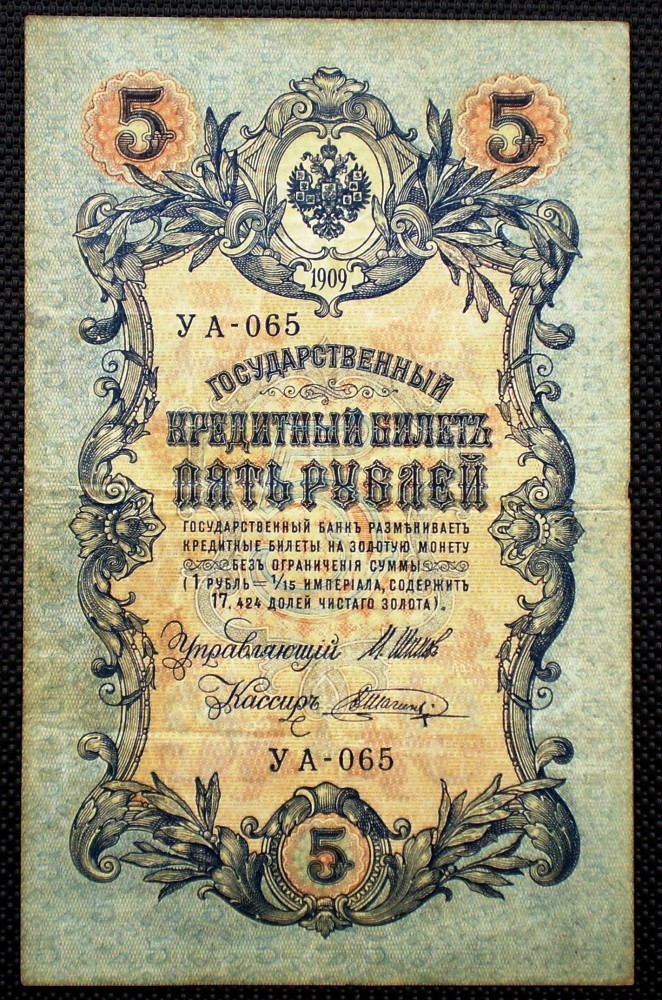 5 5
1909
УА-065
ГОСУДАРСТВЕННЫЙ
КРЕДИТНЫЙ БИЛЕТЪ
ПЯТЬ РУБЛЕЙ
ГОСУДАРСТВЕННЫЙ БАНКЪ РАЗМѢНИВАЕТЪ
КРЕДИТНЫЕ БИЛЕТЫ НА ЗОЛОТУЮ МОНЕТУ
БЕЗЪ ОГРАНИЧЕНІЯ СУММЫ
(1 РУБЛЬ = 1/15 ИМПЕРІАЛА, СОДЕРЖИТЪ
17,424 ДОЛЕЙ ЧИСТАГО ЗОЛОТА).
Управляющій И. Шипов
Кассиръ
УА-065
5